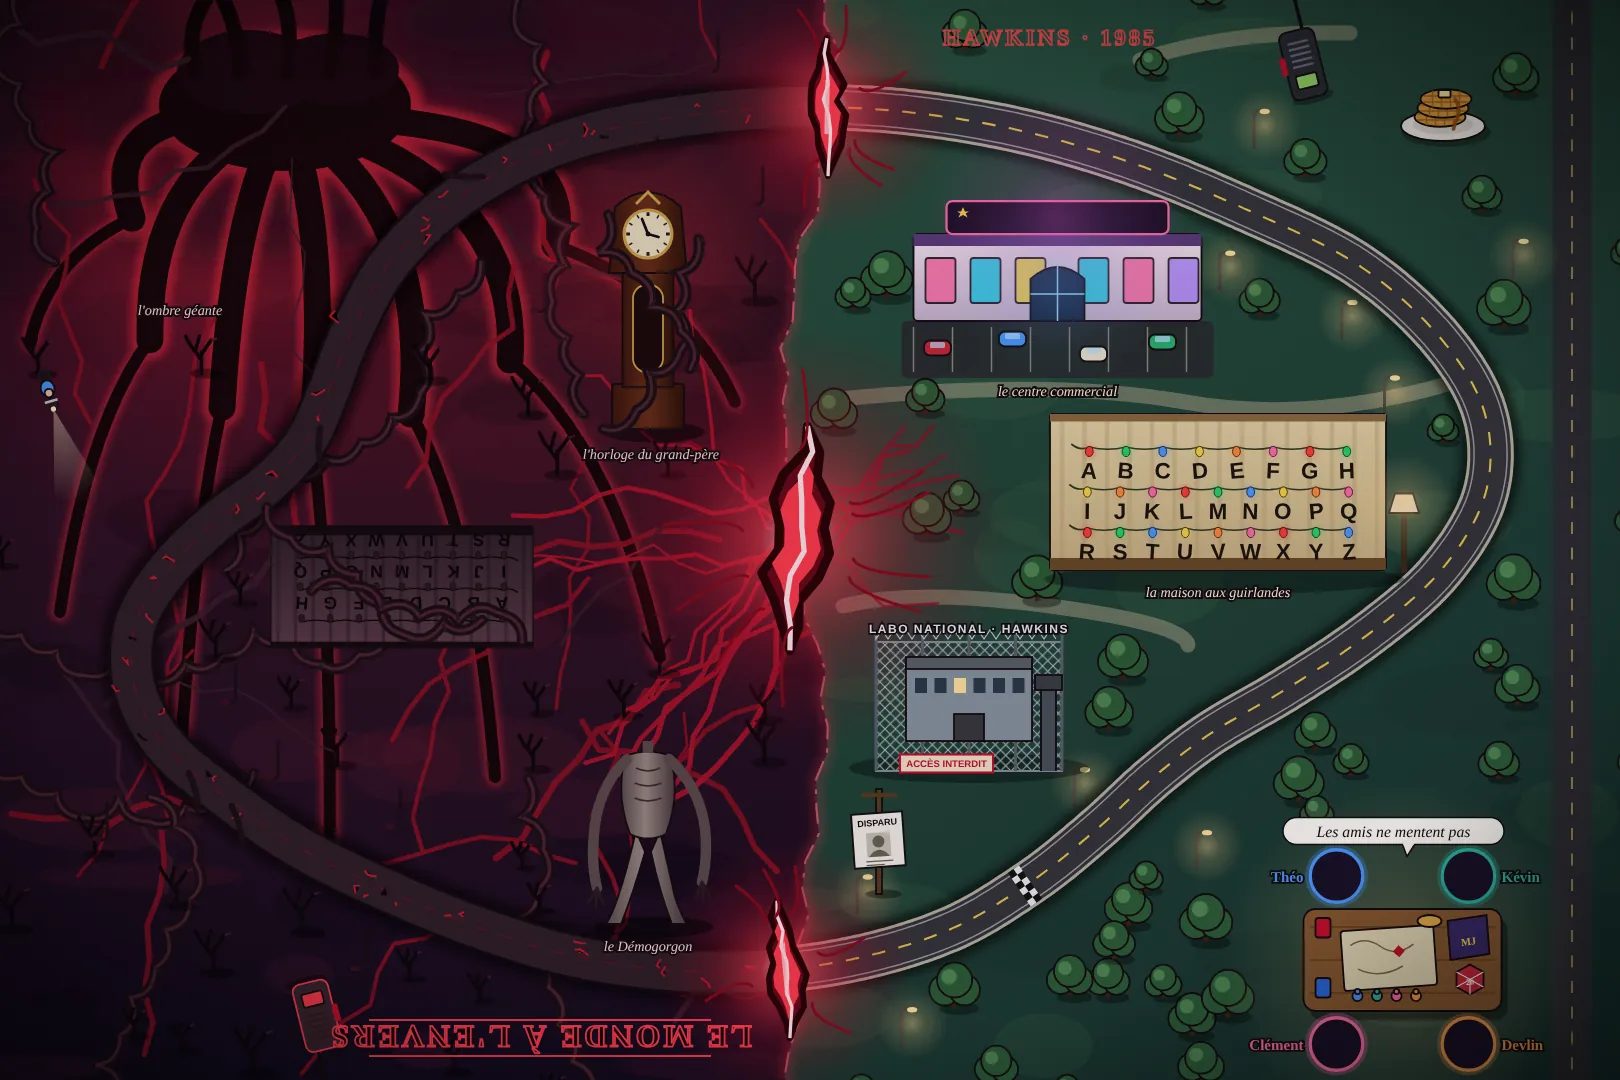 HAWKINS · 1985
l'ombre géante
le centre commercial
l'horloge du grand-père
A B C D E F G H
I J K L M N O P Q
R S T U V W X Y Z
R S T U V W X Y Z
I J K L M N O P Q
A B C D E F G H
la maison aux guirlandes
LABO NATIONAL · HAWKINS
ACCÈS INTERDIT
DISPARU
Les amis ne mentent pas
Théo
Kévin
MJ
20
le Démogorgon
LE MONDE À L'ENVERS
Clément
Devlin